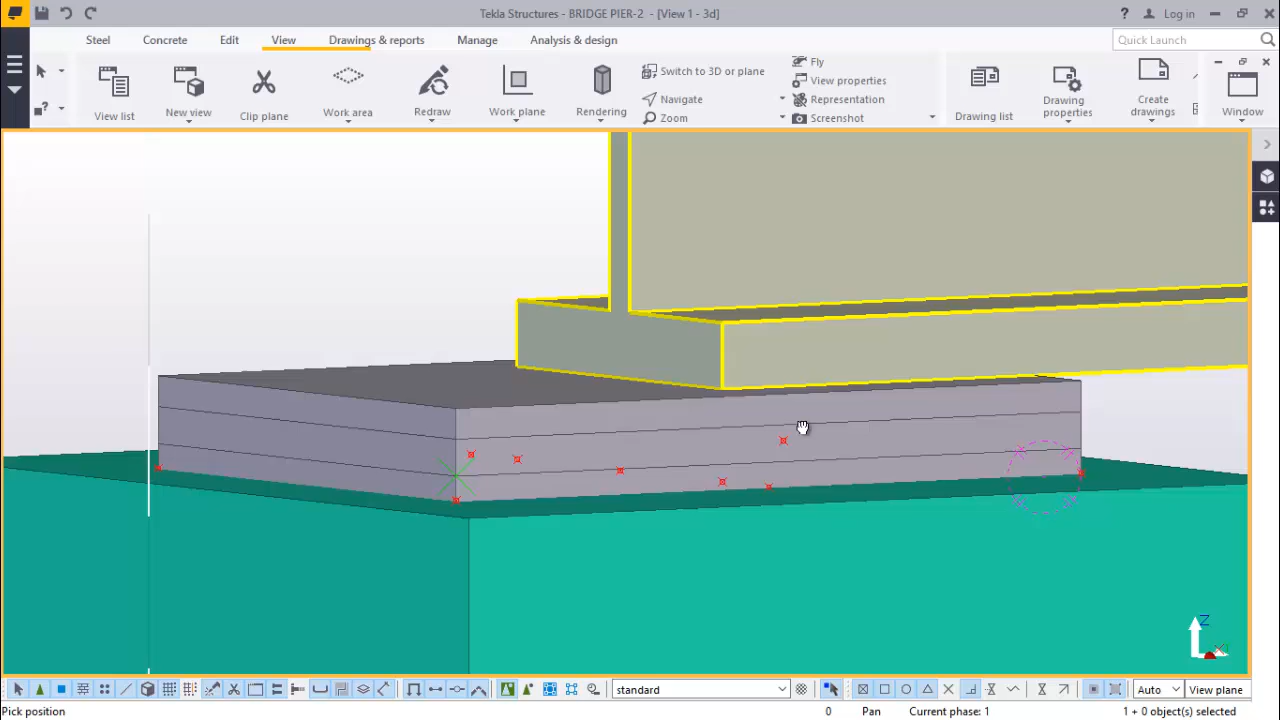 Tekla Structures - BRIDGE PIER-2 - [View 1 - 3d]
? Log in
Steel Concrete Edit View Drawings & reports Manage Analysis & design
Quick Launch
View list
New view
Clip plane
Work area
Redraw
Work plane
Rendering
Switch to 3D or plane
Navigate
Zoom
Fly
View properties
Representation
Screenshot
Drawing list
Drawing properties
Create drawings
Window
Z
standard
Auto
View plane
Pick position
0
Pan
Current phase: 1
1 + 0 object(s) selected